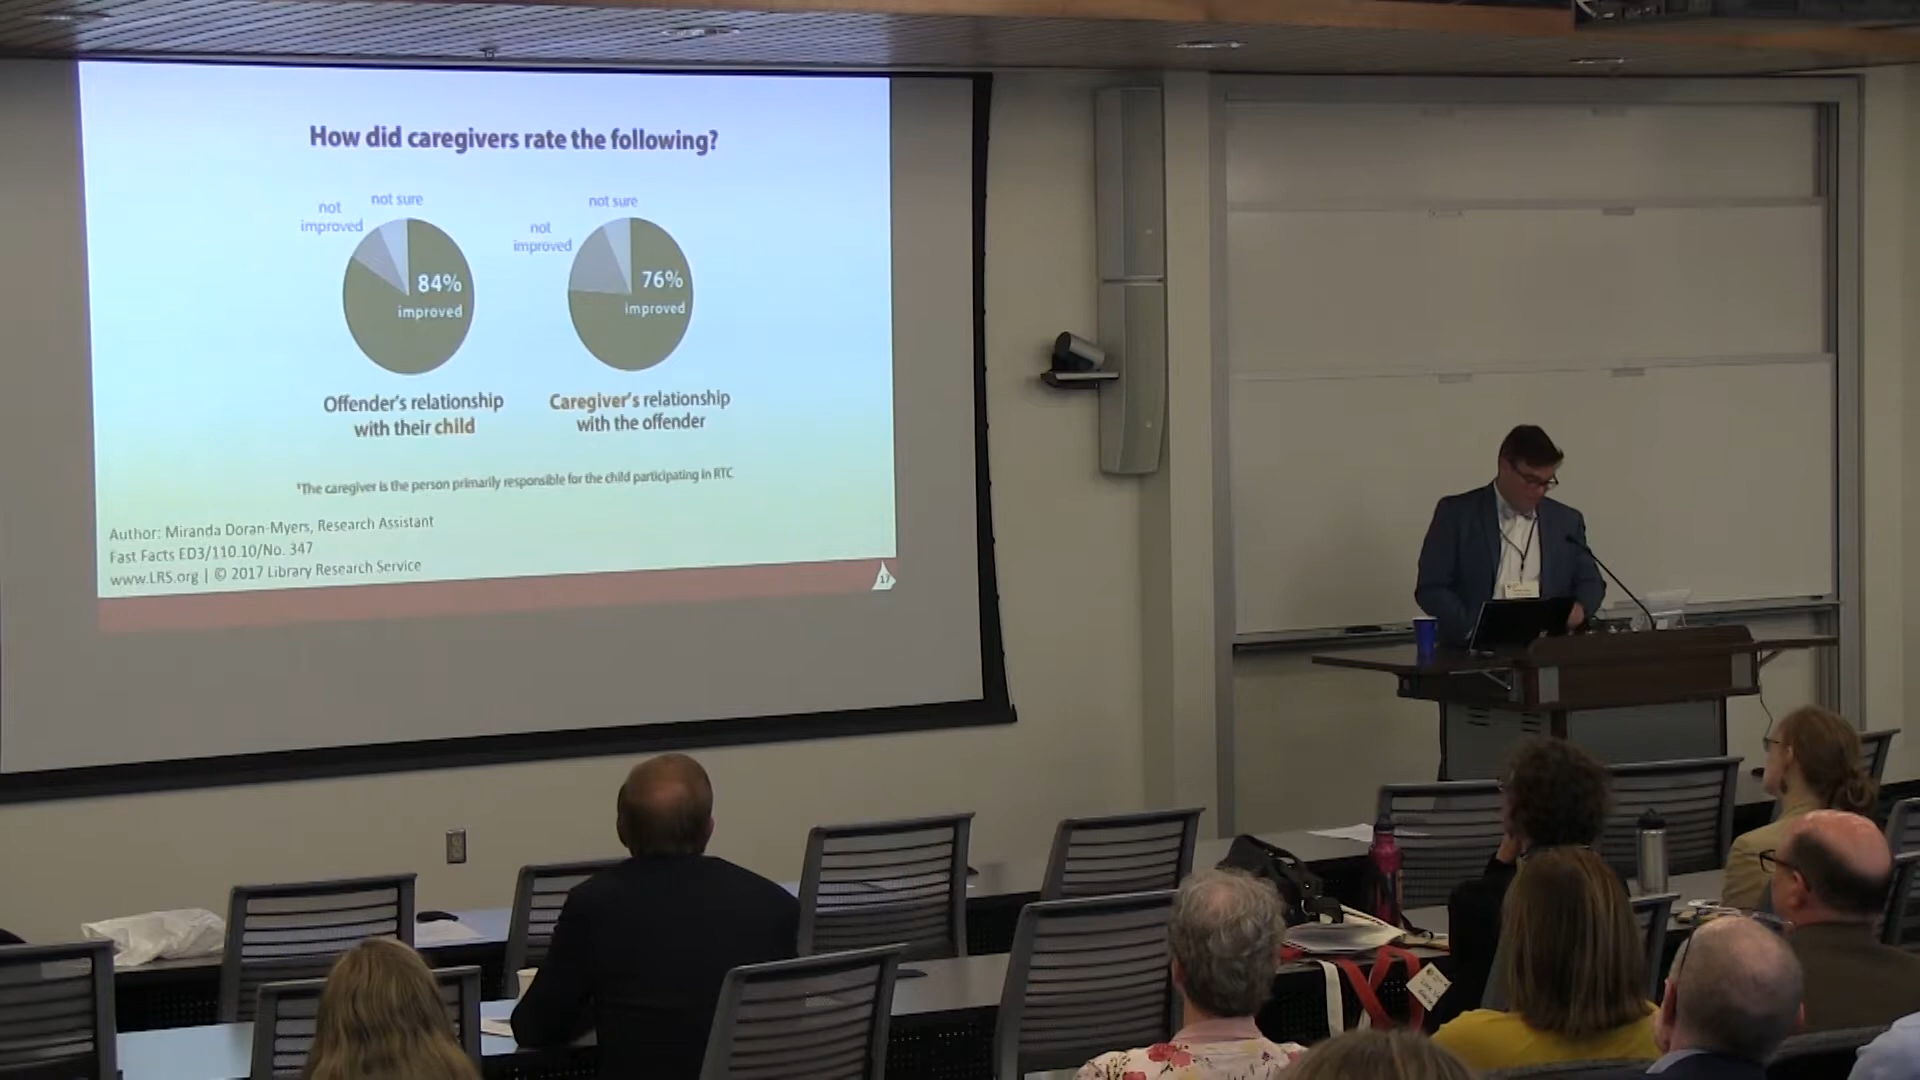 How did caregivers rate the following?
not sure
not
improved
84%
improved
not sure
not
improved
76%
improved
Offender's relationship
with their child
Caregiver's relationship
with the offender
*The caregiver is the person primarily responsible for the child participating in RTC
Author: Miranda Doran-Myers, Research Assistant
Fast Facts ED3/110.10/No. 347
www.LRS.org | © 2017 Library Research Service
17